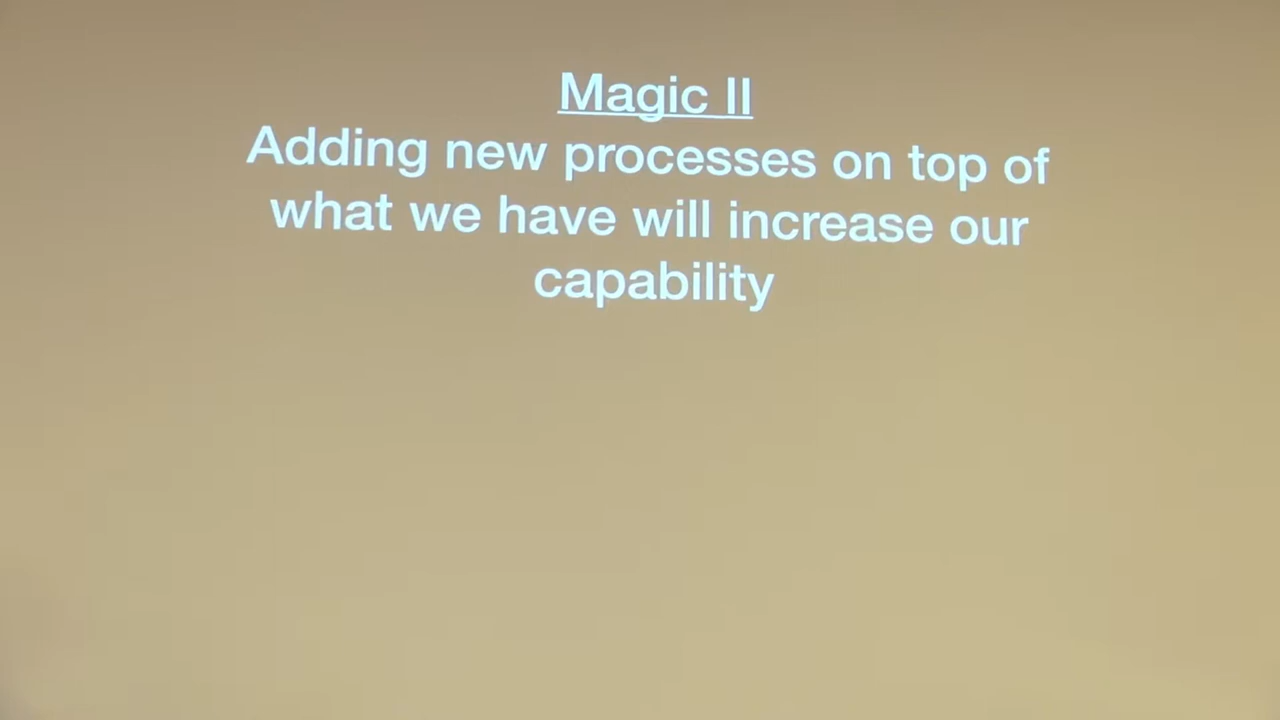 Magic II
Adding new processes on top of
what we have will increase our
capability